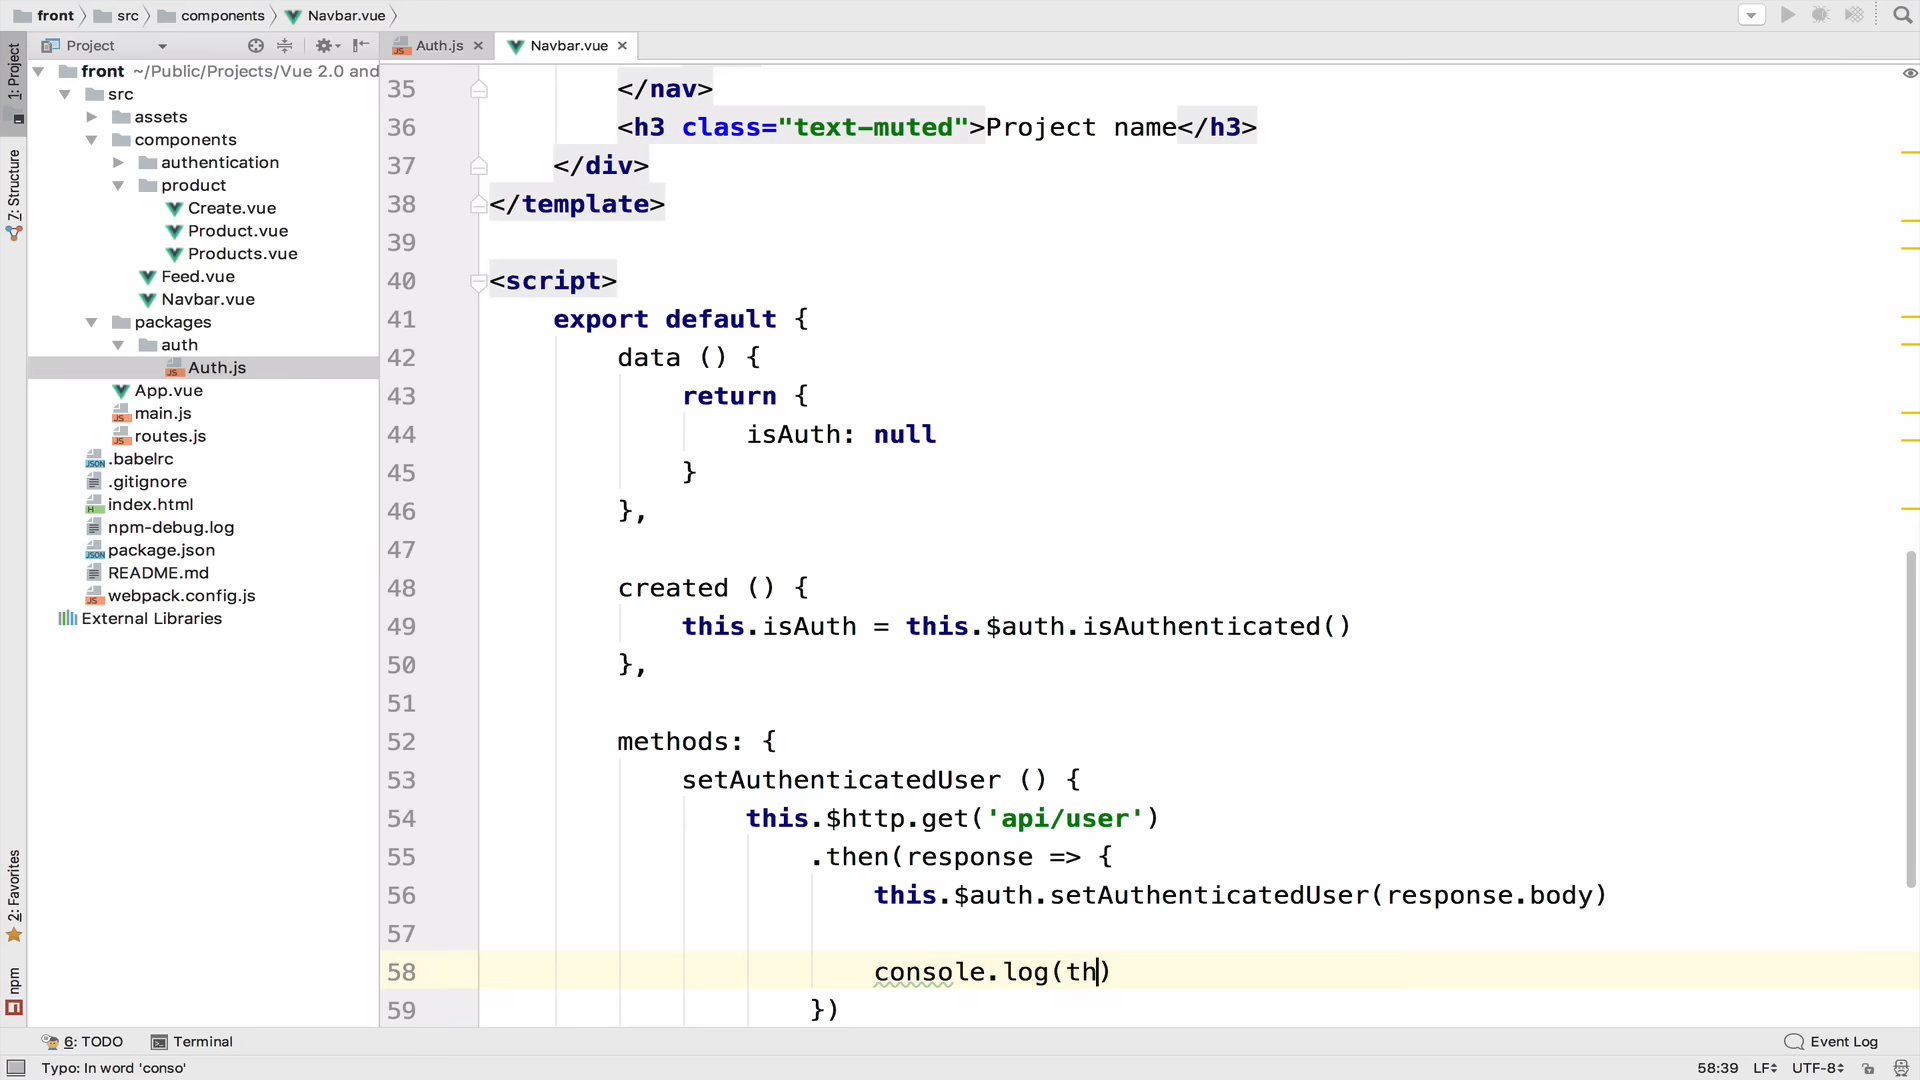 front src components Navbar.vue
1: Project
7: Structure
2: Favorites
npm
Project
front ~/Public/Projects/Vue 2.0 and
src
assets
components
authentication
product
Create.vue
Product.vue
Products.vue
Feed.vue
Navbar.vue
packages
auth
Auth.js
App.vue
main.js
routes.js
.babelrc
.gitignore
index.html
npm-debug.log
package.json
README.md
webpack.config.js
External Libraries
Auth.js Navbar.vue
35 </nav>
36 <h3 class="text-muted">Project name</h3>
37 </div>
38 </template>
39
40 <script>
41 export default {
42 data () {
43 return {
44 isAuth: null
45 }
46 },
47
48 created () {
49 this.isAuth = this.$auth.isAuthenticated()
50 },
51
52 methods: {
53 setAuthenticatedUser () {
54 this.$http.get('api/user')
55 .then(response => {
56 this.$auth.setAuthenticatedUser(response.body)
57
58 console.log(th)
59 })
6: TODO Terminal Event Log
Typo: In word 'conso' 58:39 LF UTF-8